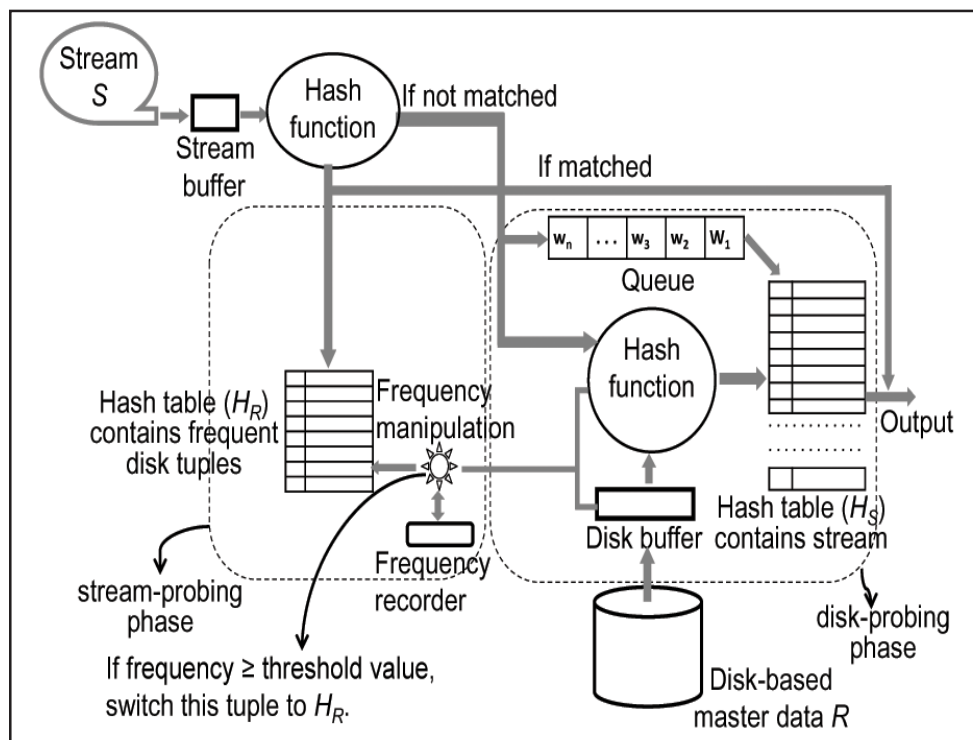 Stream
S
Stream
buffer
Hash
function
If not matched
If matched
w_n ... w_3 w_2 W_1
Queue
Hash
function
Hash table (H_R)
contains frequent
disk tuples
Frequency
manipulation
Frequency
recorder
Disk buffer
Output
Hash table (H_S)
contains stream
stream-probing
phase
disk-probing
phase
If frequency ≥ threshold value,
switch this tuple to H_R.
Disk-based
master data R